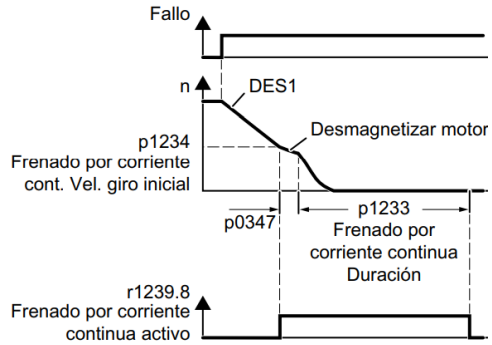 Fallo
n
DES1
Desmagnetizar motor
p1234
Frenado por corriente
cont. Vel. giro inicial
p0347
p1233
Frenado por
corriente continua
Duración
r1239.8
Frenado por corriente
continua activo